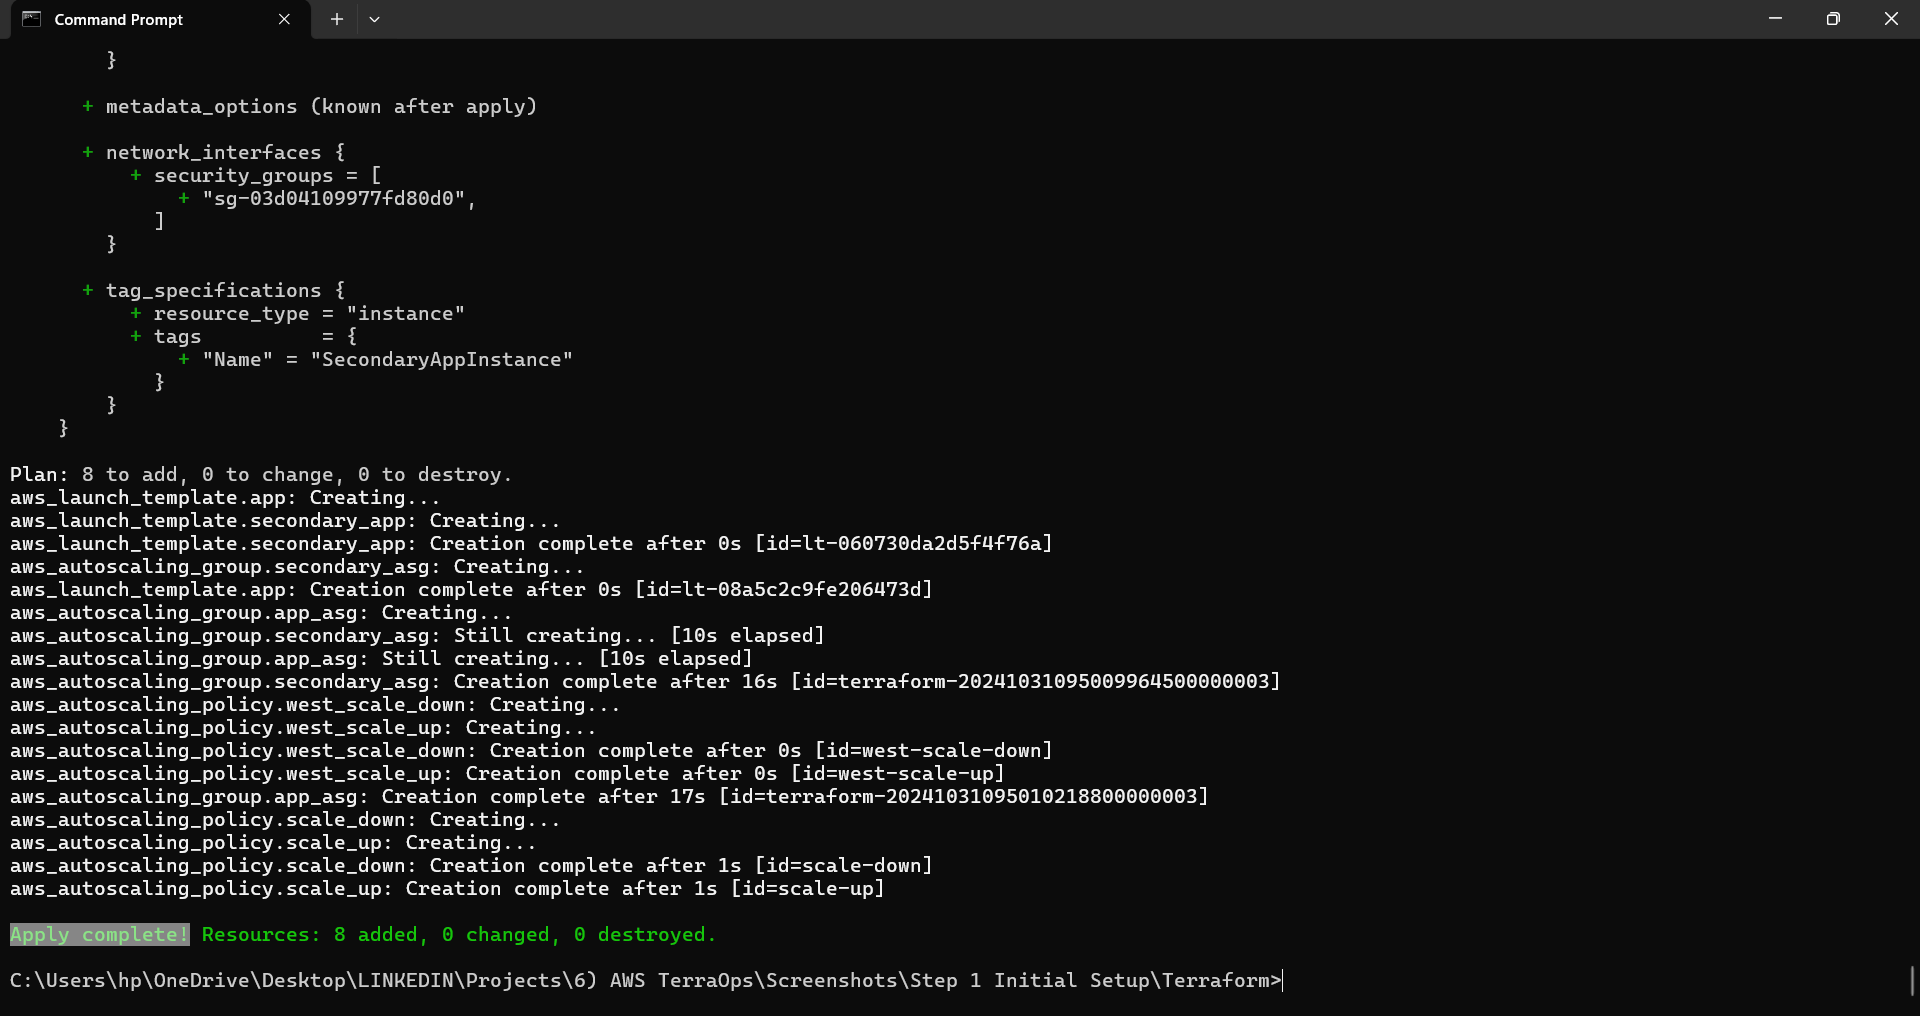 Command Prompt
}
+ metadata_options (known after apply)
+ network_interfaces {
+ security_groups = [
+ "sg-03d04109977fd80d0",
]
}
+ tag_specifications {
+ resource_type = "instance"
+ tags = {
+ "Name" = "SecondaryAppInstance"
}
}
}
Plan: 8 to add, 0 to change, 0 to destroy.
aws_launch_template.app: Creating...
aws_launch_template.secondary_app: Creating...
aws_launch_template.secondary_app: Creation complete after 0s [id=lt-060730da2d5f4f76a]
aws_autoscaling_group.secondary_asg: Creating...
aws_launch_template.app: Creation complete after 0s [id=lt-08a5c2c9fe206473d]
aws_autoscaling_group.app_asg: Creating...
aws_autoscaling_group.secondary_asg: Still creating... [10s elapsed]
aws_autoscaling_group.app_asg: Still creating... [10s elapsed]
aws_autoscaling_group.secondary_asg: Creation complete after 16s [id=terraform-20241031095009964500000003]
aws_autoscaling_policy.west_scale_down: Creating...
aws_autoscaling_policy.west_scale_up: Creating...
aws_autoscaling_policy.west_scale_down: Creation complete after 0s [id=west-scale-down]
aws_autoscaling_policy.west_scale_up: Creation complete after 0s [id=west-scale-up]
aws_autoscaling_group.app_asg: Creation complete after 17s [id=terraform-20241031095010218800000003]
aws_autoscaling_policy.scale_down: Creating...
aws_autoscaling_policy.scale_up: Creating...
aws_autoscaling_policy.scale_down: Creation complete after 1s [id=scale-down]
aws_autoscaling_policy.scale_up: Creation complete after 1s [id=scale-up]
Apply complete! Resources: 8 added, 0 changed, 0 destroyed.
C:\Users\hp\OneDrive\Desktop\LINKEDIN\Projects\6) AWS TerraOps\Screenshots\Step 1 Initial Setup\Terraform>